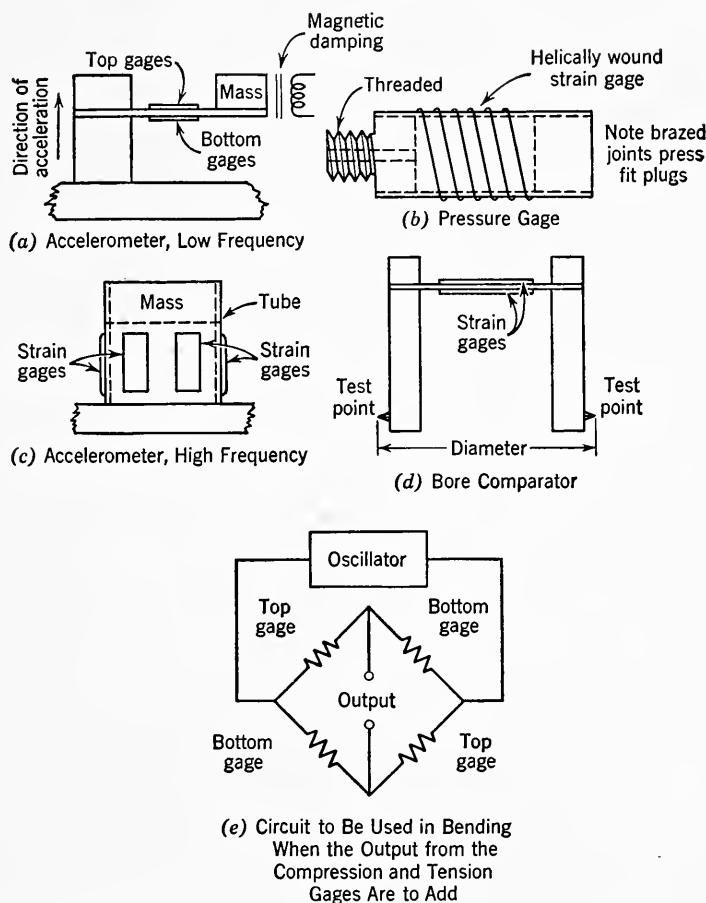 Magnetic
damping
Top gages
Mass
Direction of
acceleration
Bottom
gages
(a) Accelerometer, Low Frequency
Helically wound
strain gage
Threaded
Note brazed
joints press
fit plugs
(b) Pressure Gage
Mass
Tube
Strain
gages
Strain
gages
(c) Accelerometer, High Frequency
Strain
gages
Test
point
Test
point
Diameter
(d) Bore Comparator
Oscillator
Top
gage
Bottom
gage
Output
Bottom
gage
Top
gage
(e) Circuit to Be Used in Bending
When the Output from the
Compression and Tension
Gages Are to Add